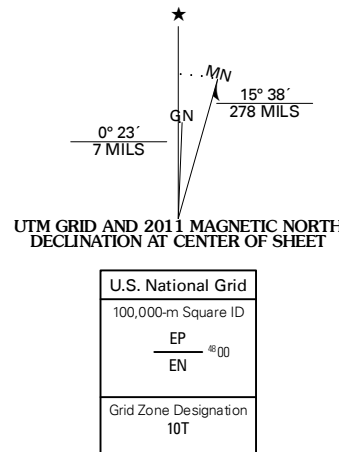 ★
MN
GN
15° 38´
278 MILS
0° 23´
7 MILS
UTM GRID AND 2011 MAGNETIC NORTH
DECLINATION AT CENTER OF SHEET
U.S. National Grid
100,000-m Square ID
EP
EN
⁴⁸00
Grid Zone Designation
10T